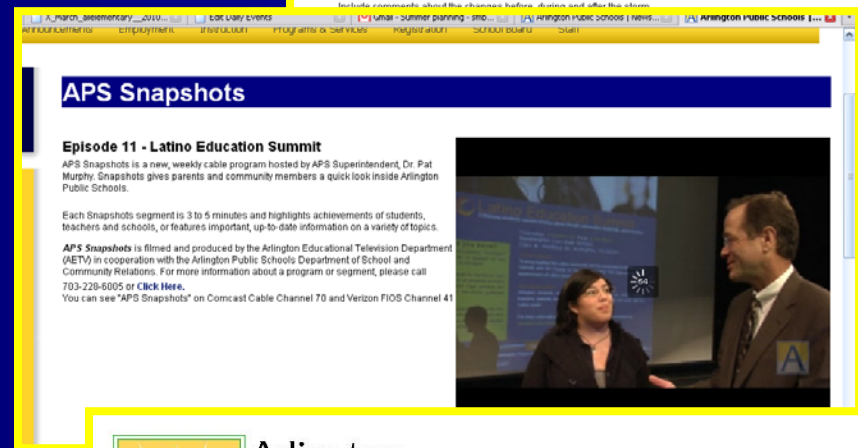 Include comments about the changes before, during and after the storm
X_March_allelementary__2010...
Edit Daily Events
Gmail - Summer planning - smb...
Arlington Public Schools | News...
Arlington Public Schools |...
Announcements Employment Instruction Programs & Services Registration School Board Staff
APS Snapshots
Episode 11 - Latino Education Summit
APS Snapshots is a new, weekly cable program hosted by APS Superintendent, Dr. Pat
Murphy. Snapshots gives parents and community members a quick look inside Arlington
Public Schools.
Each Snapshots segment is 3 to 5 minutes and highlights achievements of students,
teachers and schools, or features important, up-to-date information on a variety of topics.
APS Snapshots is filmed and produced by the Arlington Educational Television Department
(AETV) in cooperation with the Arlington Public Schools Department of School and
Community Relations. For more information about a program or segment, please call
703-228-6005 or Click Here.
You can see "APS Snapshots" on Comcast Cable Channel 70 and Verizon FIOS Channel 41
Latino Education Summit
64
A
Arlington